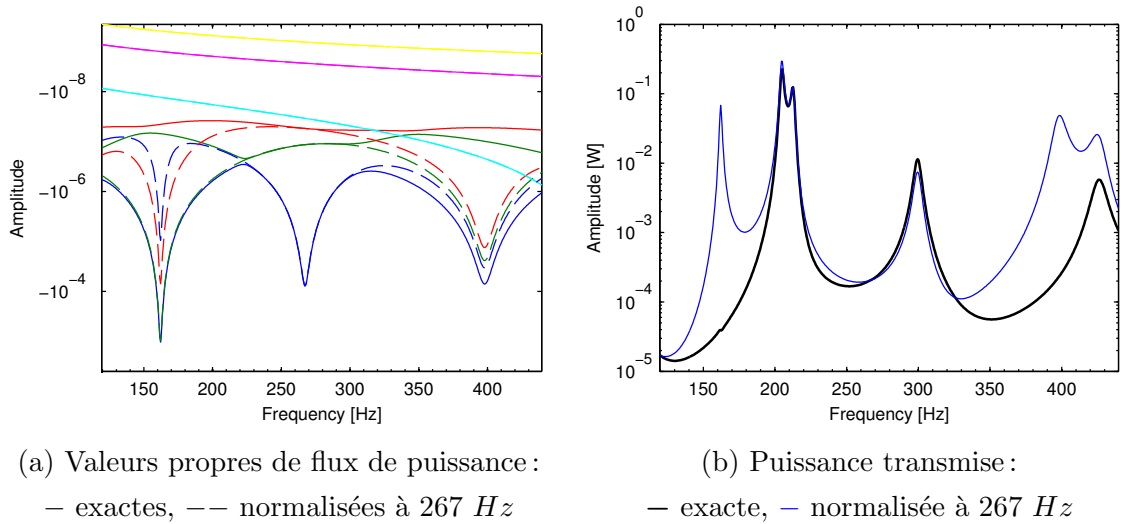 −10⁻⁸
−10⁻⁶
−10⁻⁴
Amplitude
150 200 250 300 350 400
Frequency [Hz]
(a) Valeurs propres de flux de puissance :
− exactes, −− normalisées à 267 Hz
10⁰
10⁻¹
10⁻²
10⁻³
10⁻⁴
10⁻⁵
Amplitude [W]
150 200 250 300 350 400
Frequency [Hz]
(b) Puissance transmise :
− exacte, − normalisée à 267 Hz